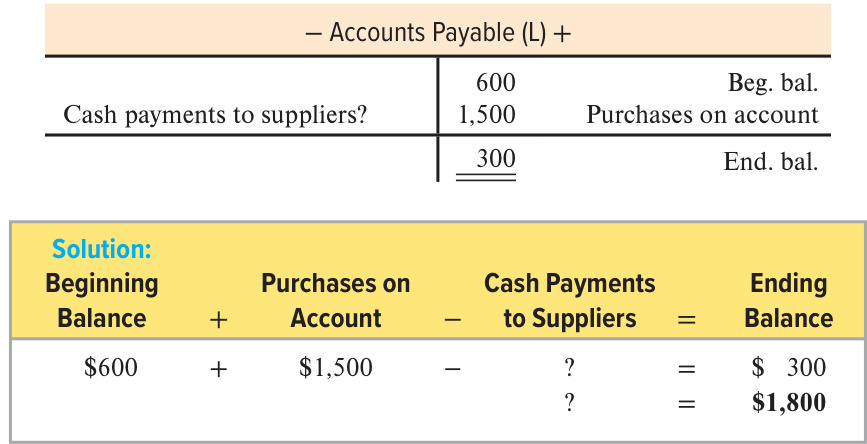 – Accounts Payable (L) +
600 Beg. bal.
Cash payments to suppliers? 1,500 Purchases on account
300 End. bal.
Solution:
Beginning Purchases on Cash Payments Ending
Balance + Account – to Suppliers = Balance
$600 + $1,500 – ? = $ 300
? = $1,800